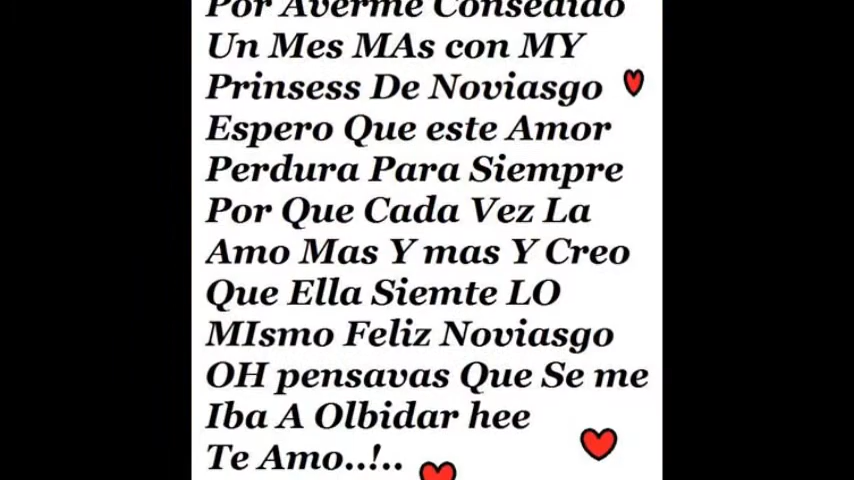 Por Averme Consedido
Un Mes MAs con MY
Prinsess De Noviasgo
Espero Que este Amor
Perdura Para Siempre
Por Que Cada Vez La
Amo Mas Y mas Y Creo
Que Ella Siemte LO
MIsmo Feliz Noviasgo
OH pensavas Que Se me
Iba A Olbidar hee
Te Amo..!..